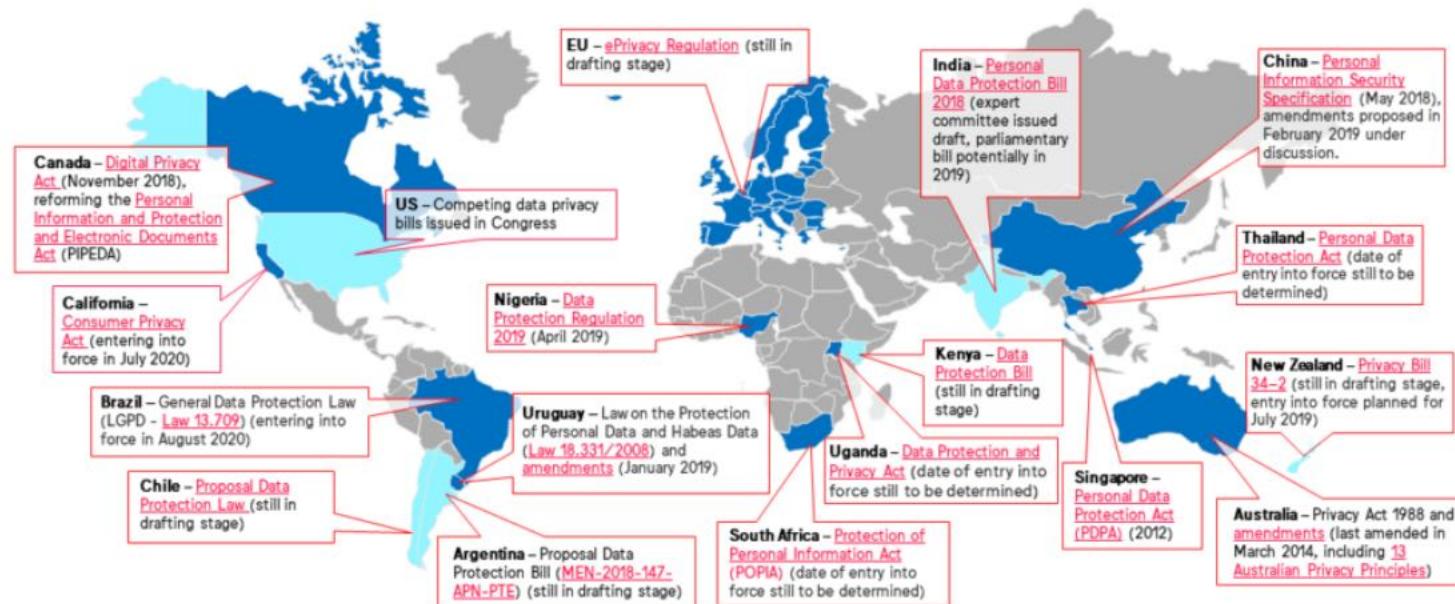 EU – ePrivacy Regulation (still in
drafting stage)
India – Personal
Data Protection Bill
2018 (expert
committee issued
draft, parliamentary
bill potentially in
2019)
China – Personal
Information Security
Specification (May 2018),
amendments proposed in
February 2019 under
discussion.
Canada – Digital Privacy
Act (November 2018),
reforming the Personal
Information and Protection
and Electronic Documents
Act (PIPEDA)
US – Competing data privacy
bills issued in Congress
Thailand – Personal Data
Protection Act (date of
entry into force still to be
determined)
California –
Consumer Privacy
Act (entering into
force in July 2020)
Nigeria – Data
Protection Regulation
2019 (April 2019)
Kenya – Data
Protection Bill
(still in drafting
stage)
New Zealand – Privacy Bill
34–2 (still in drafting stage,
entry into force planned for
July 2019)
Brazil – General Data Protection Law
(LGPD - Law 13.709) (entering into
force in August 2020)
Uruguay – Law on the Protection
of Personal Data and Habeas Data
(Law 18.331/2008) and
amendments (January 2019)
Uganda – Data Protection and
Privacy Act (date of entry into
force still to be determined)
Singapore –
Personal Data
Protection Act
(PDPA) (2012)
Australia – Privacy Act 1988 and
amendments (last amended in
March 2014, including 13
Australian Privacy Principles)
Chile – Proposal Data
Protection Law (still in
drafting stage)
Argentina – Proposal Data
Protection Bill (MEN-2018-147-
APN-PTE) (still in drafting stage)
South Africa – Protection of
Personal Information Act
(POPIA) (date of entry into
force still to be determined)